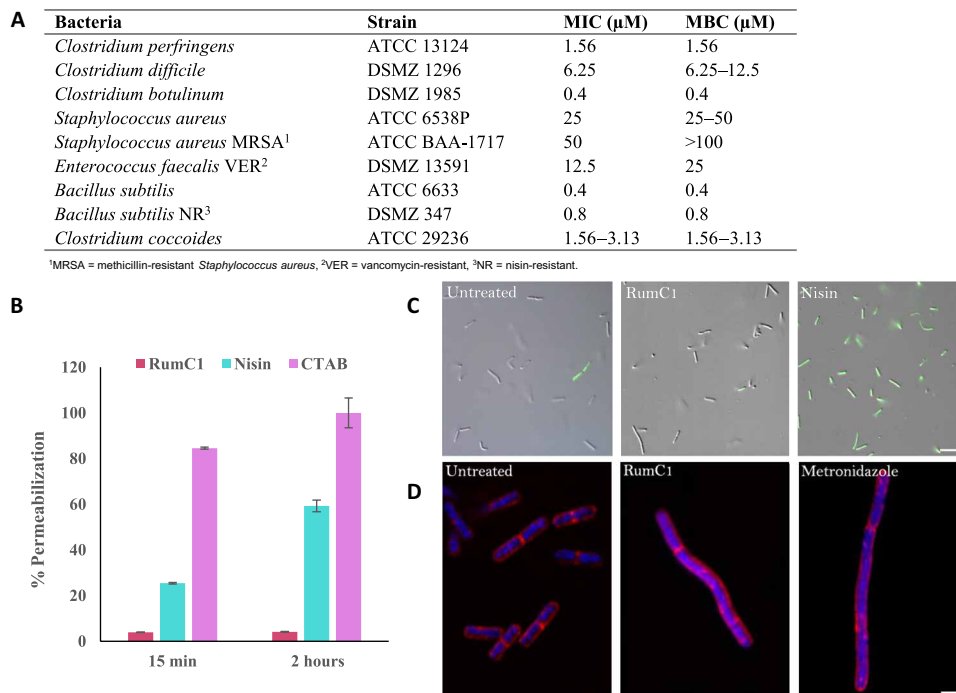 A
Bacteria Strain MIC (µM) MBC (µM)
Clostridium perfringens ATCC 13124 1.56 1.56
Clostridium difficile DSMZ 1296 6.25 6.25–12.5
Clostridium botulinum DSMZ 1985 0.4 0.4
Staphylococcus aureus ATCC 6538P 25 25–50
Staphylococcus aureus MRSA¹ ATCC BAA-1717 50 >100
Enterococcus faecalis VER² DSMZ 13591 12.5 25
Bacillus subtilis ATCC 6633 0.4 0.4
Bacillus subtilis NR³ DSMZ 347 0.8 0.8
Clostridium coccoides ATCC 29236 1.56–3.13 1.56–3.13
¹MRSA = methicillin-resistant Staphylococcus aureus, ²VER = vancomycin-resistant, ³NR = nisin-resistant.
B
RumC1 Nisin CTAB
% Permeabilization
120
100
80
60
40
20
0
15 min 2 hours
C
Untreated RumC1 Nisin
D
Untreated RumC1 Metronidazole